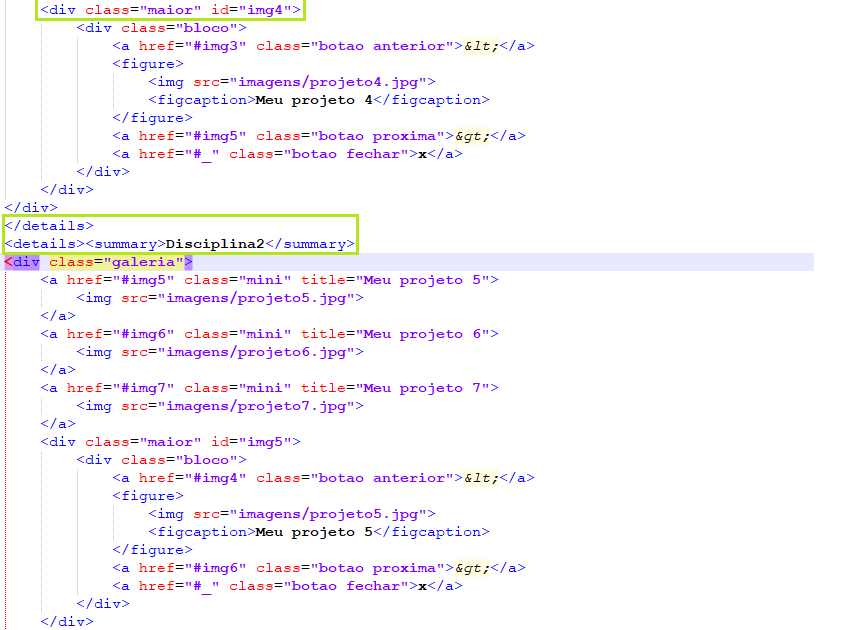 <div class="maior" id="img4">
<div class="bloco">
<a href="#img3" class="botao anterior">&lt;</a>
<figure>
<img src="imagens/projeto4.jpg">
<figcaption>Meu projeto 4</figcaption>
</figure>
<a href="#img5" class="botao proxima">&gt;</a>
<a href="#_" class="botao fechar">x</a>
</div>
</div>
</div>
</details>
<details><summary>Disciplina2</summary>
<div class="galeria">
<a href="#img5" class="mini" title="Meu projeto 5">
<img src="imagens/projeto5.jpg">
</a>
<a href="#img6" class="mini" title="Meu projeto 6">
<img src="imagens/projeto6.jpg">
</a>
<a href="#img7" class="mini" title="Meu projeto 7">
<img src="imagens/projeto7.jpg">
</a>
<div class="maior" id="img5">
<div class="bloco">
<a href="#img4" class="botao anterior">&lt;</a>
<figure>
<img src="imagens/projeto5.jpg">
<figcaption>Meu projeto 5</figcaption>
</figure>
<a href="#img6" class="botao proxima">&gt;</a>
<a href="#_" class="botao fechar">x</a>
</div>
</div>